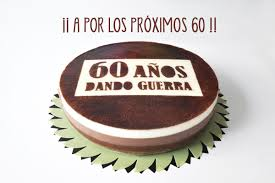 ¡¡ A POR LOS PRÓXIMOS 60 !!
60 AÑOS
DANDO GUERRA